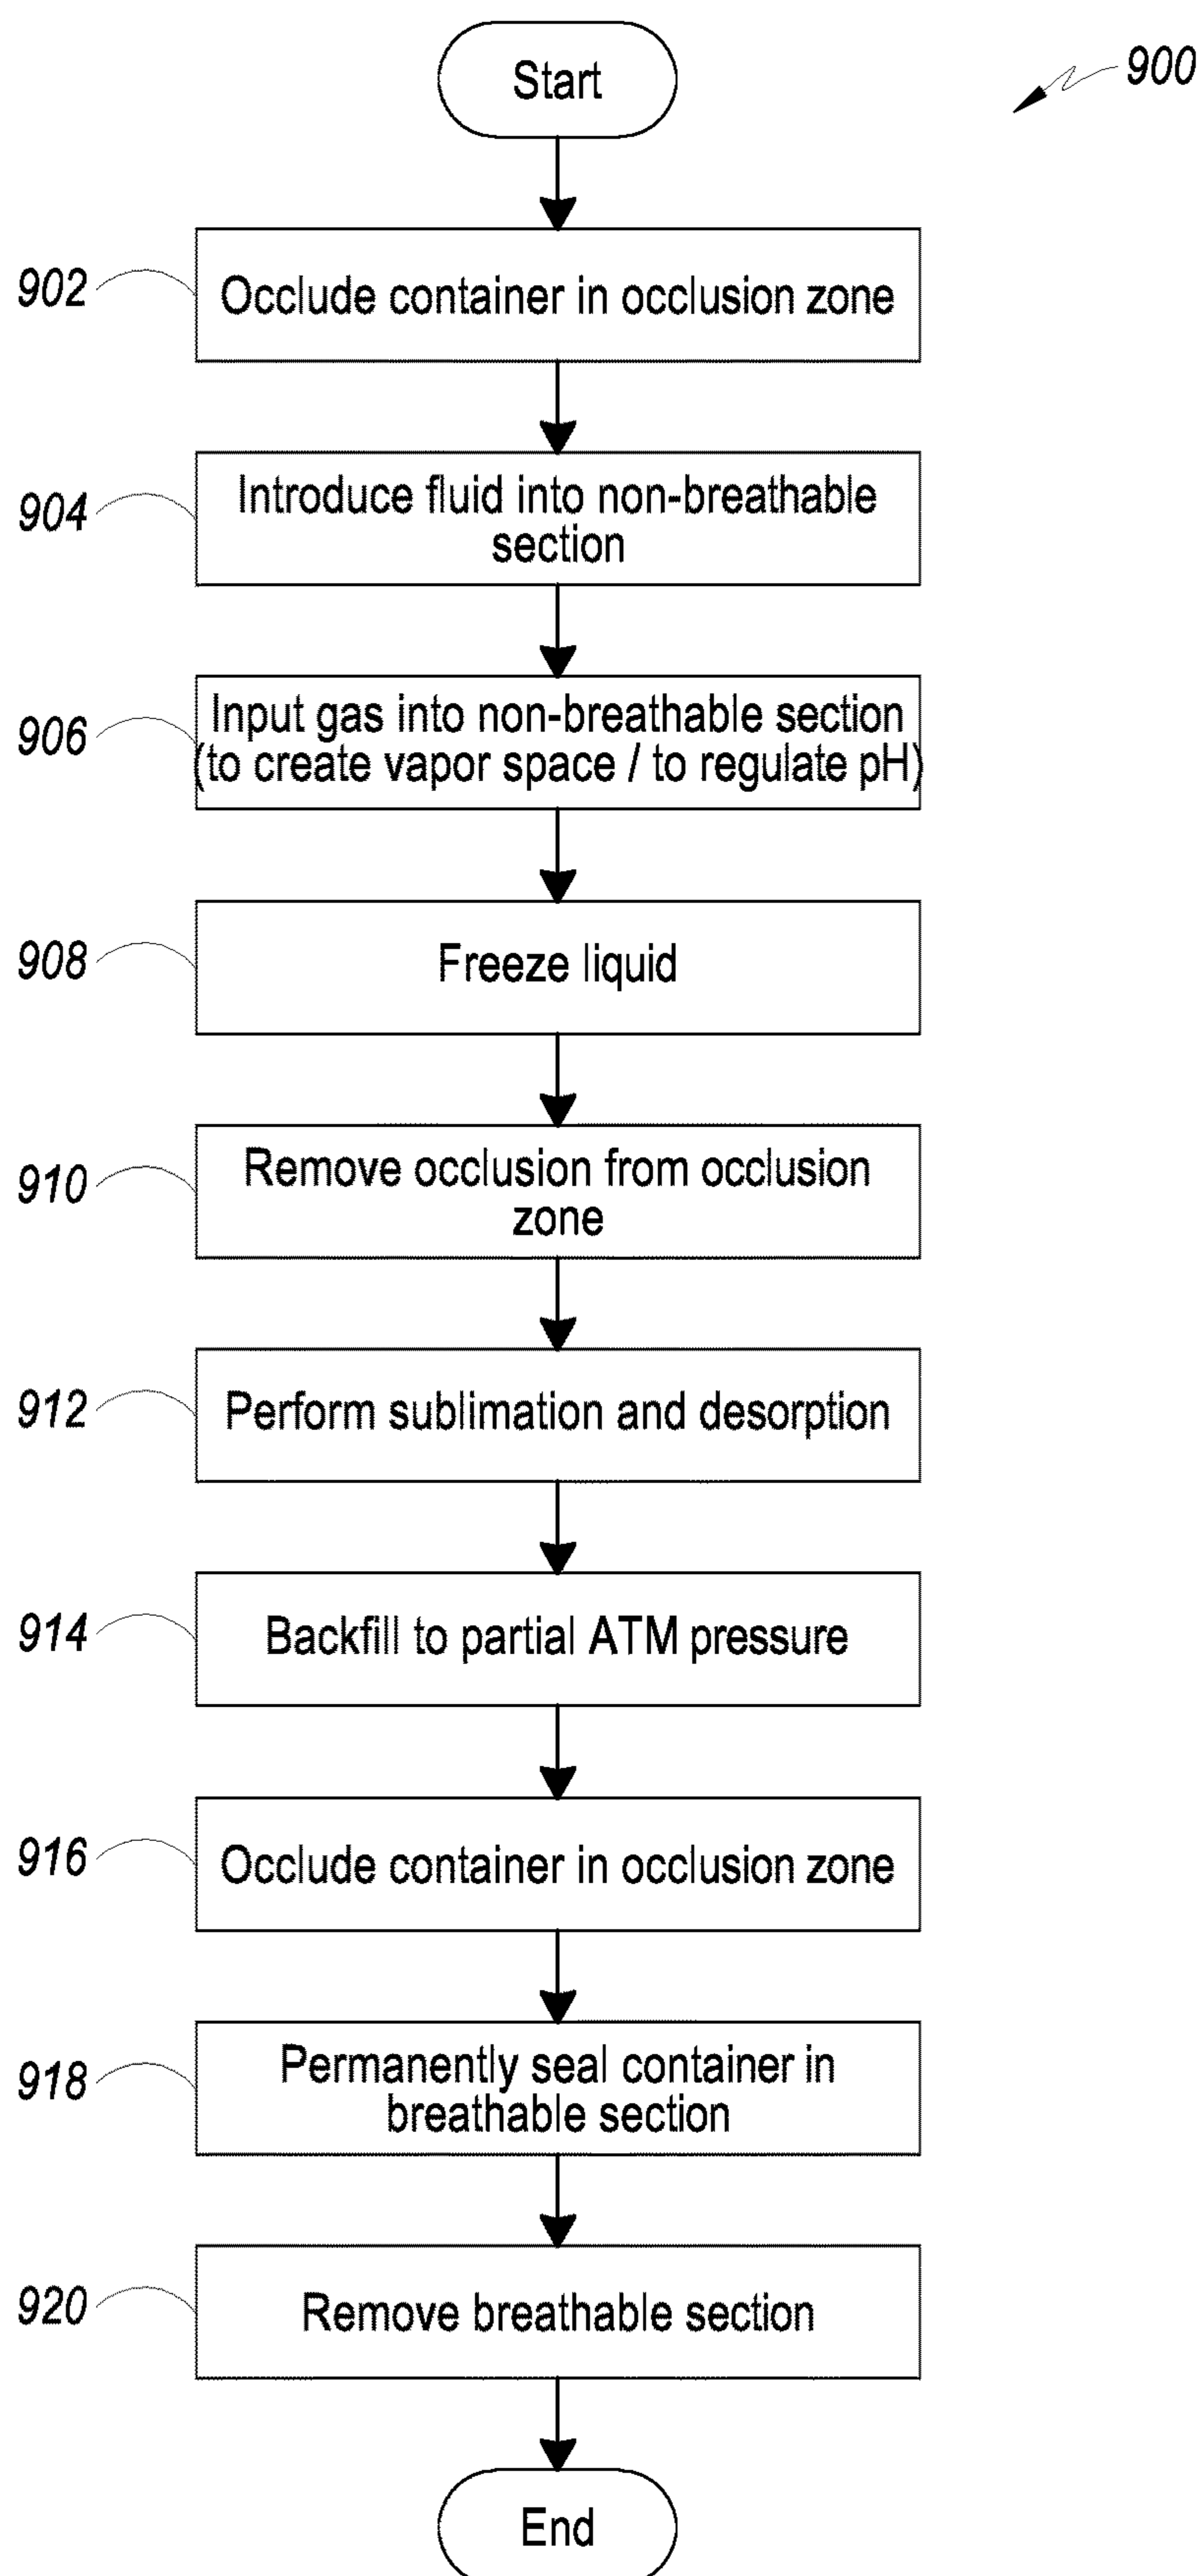 Start
900
902
Occlude container in occlusion zone
904
Introduce fluid into non-breathable
section
906
Input gas into non-breathable section
(to create vapor space / to regulate pH)
908
Freeze liquid
910
Remove occlusion from occlusion
zone
912
Perform sublimation and desorption
914
Backfill to partial ATM pressure
916
Occlude container in occlusion zone
918
Permanently seal container in
breathable section
920
Remove breathable section
End